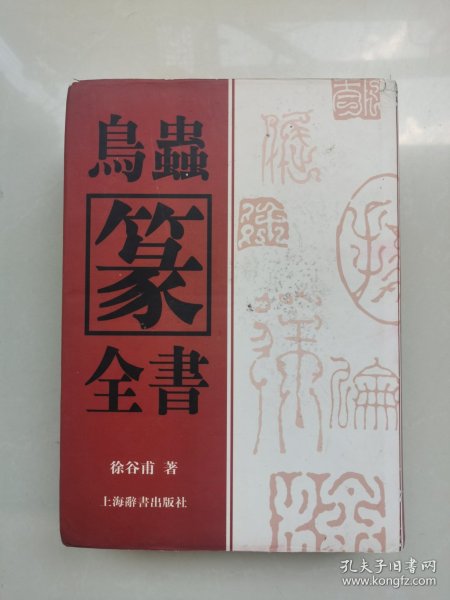 鳥蟲
篆
全書
徐谷甫 著
上海辭書出版社
孔夫子旧书网
www.kongfz.com